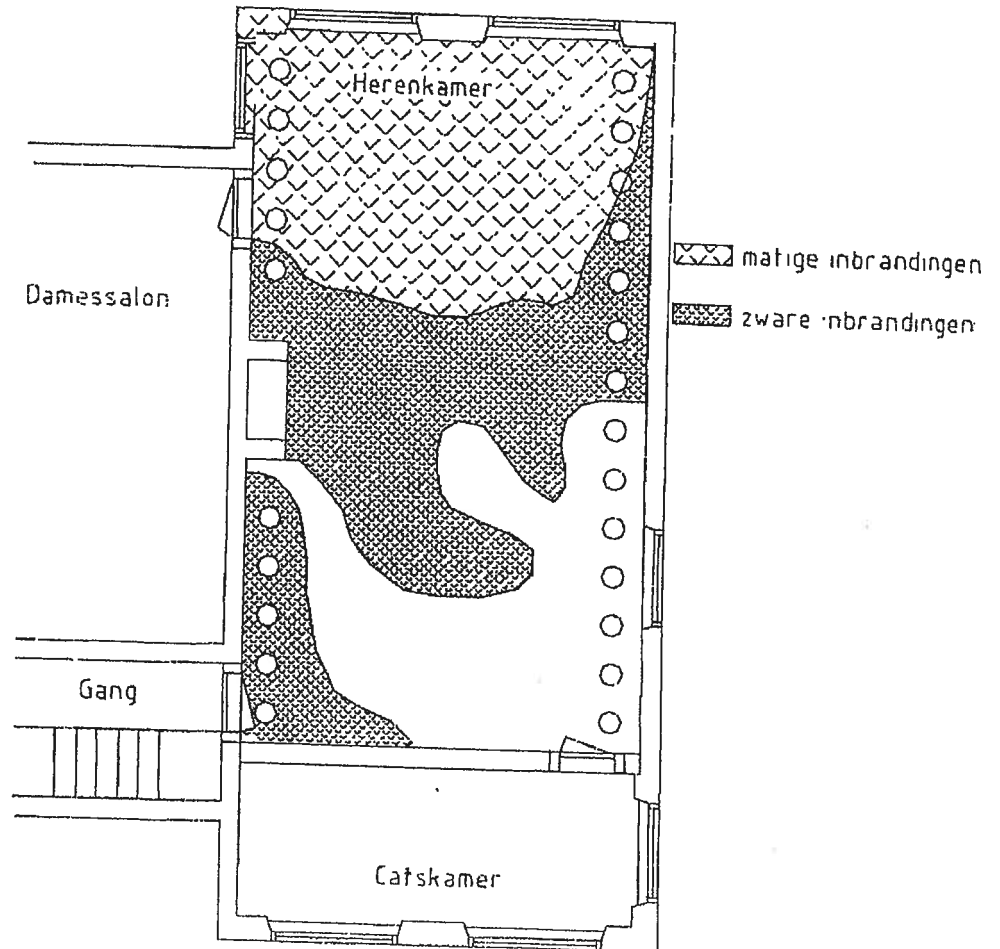 Herenkamer
matige inbrandingen
Damessalon
zware inbrandingen
Gang
Catskamer